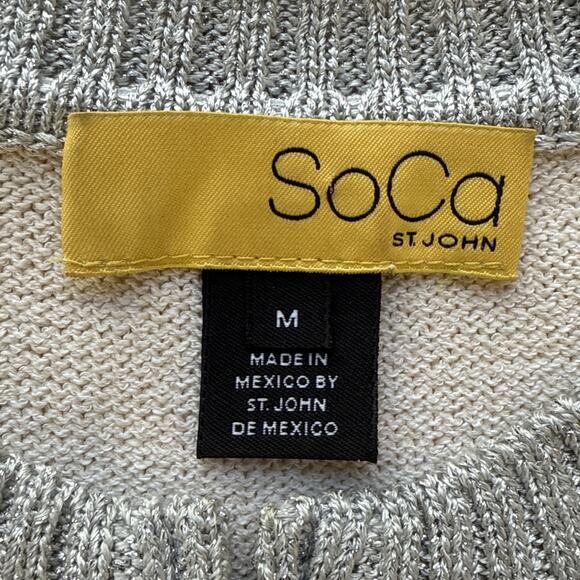 SoCa
ST. JOHN
M
MADE IN
MEXICO BY
ST. JOHN
DE MEXICO